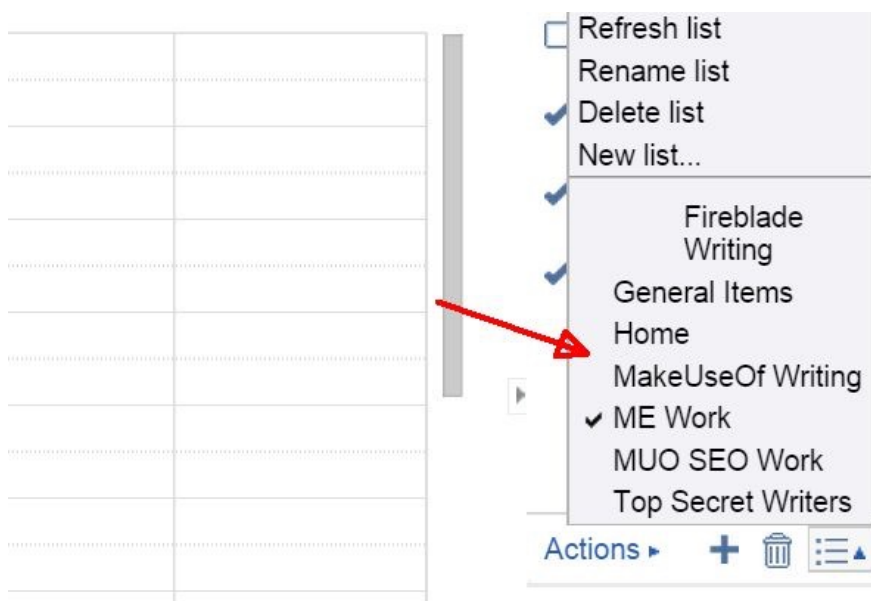 Refresh list
Rename list
Delete list
New list...
Fireblade
Writing
General Items
Home
MakeUseOf Writing
ME Work
MUO SEO Work
Top Secret Writers
Actions